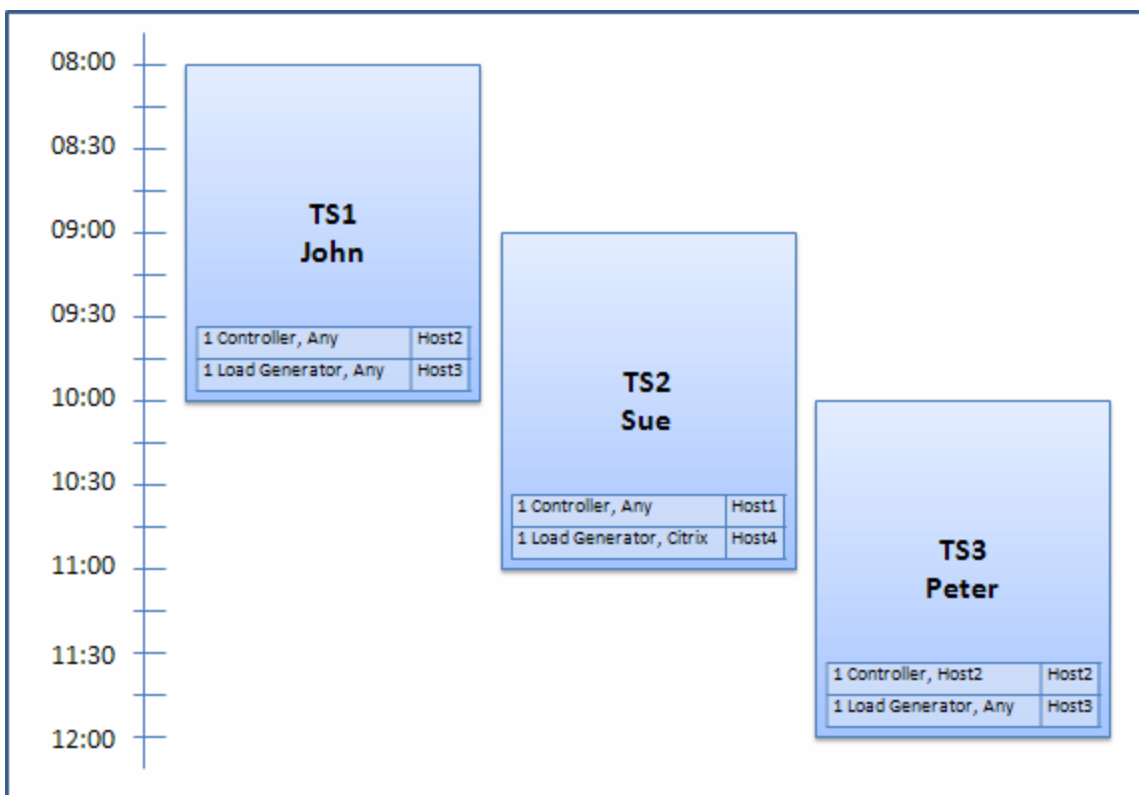 08:00
08:30
09:00
09:30
10:00
10:30
11:00
11:30
12:00
TS1
John
1 Controller, Any Host2
1 Load Generator, Any Host3
TS2
Sue
1 Controller, Any Host1
1 Load Generator, Citrix Host4
TS3
Peter
1 Controller, Host2 Host2
1 Load Generator, Any Host3